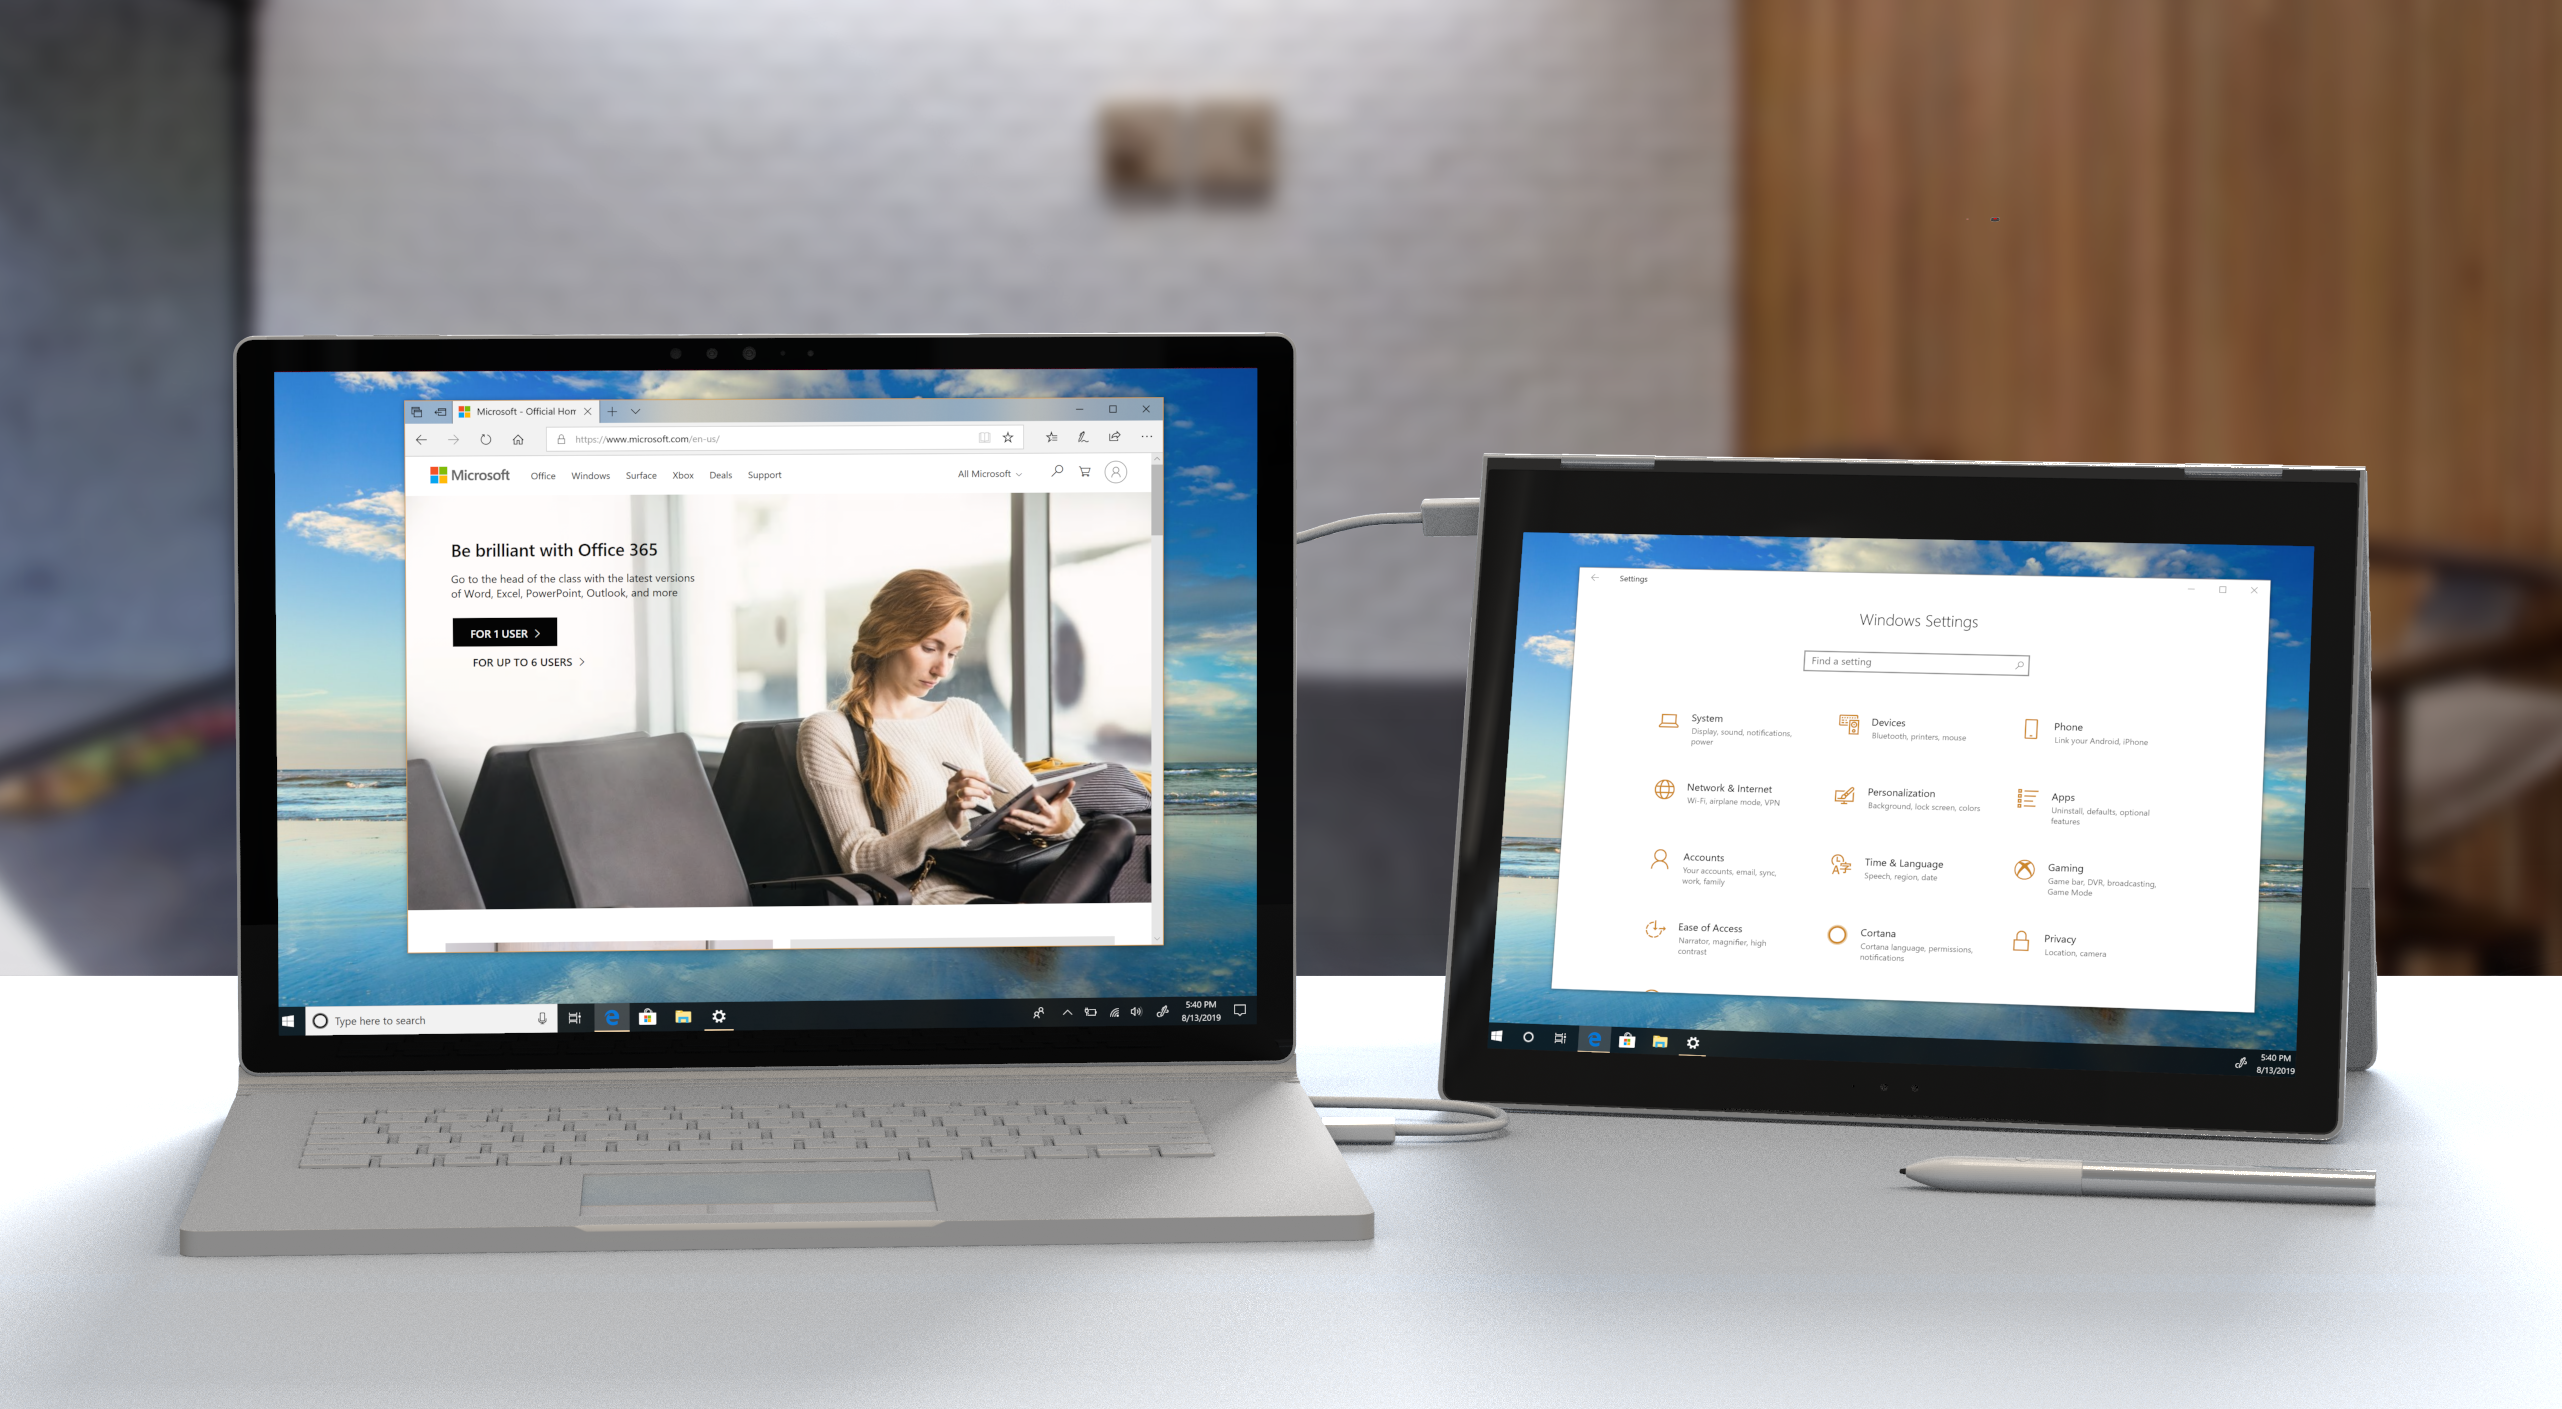 Microsoft - Official Hom
https://www.microsoft.com/en-us/
Microsoft Office Windows Surface Xbox Deals Support All Microsoft
Be brilliant with Office 365
Go to the head of the class with the latest versions
of Word, Excel, PowerPoint, Outlook, and more
FOR 1 USER
FOR UP TO 6 USERS
Type here to search
5:40 PM
8/13/2019
Settings
Windows Settings
Find a setting
System
Display, sound, notifications,
power
Devices
Bluetooth, printers, mouse
Phone
Link your Android, iPhone
Network & Internet
Wi-Fi, airplane mode, VPN
Personalization
Background, lock screen, colors
Apps
Uninstall, defaults, optional
features
Accounts
Your accounts, email, sync,
work, family
Time & Language
Speech, region, date
Gaming
Game bar, DVR, broadcasting,
Game Mode
Ease of Access
Narrator, magnifier, high
contrast
Cortana
Cortana language, permissions,
notifications
Privacy
Location, camera
5:40 PM
8/13/2019